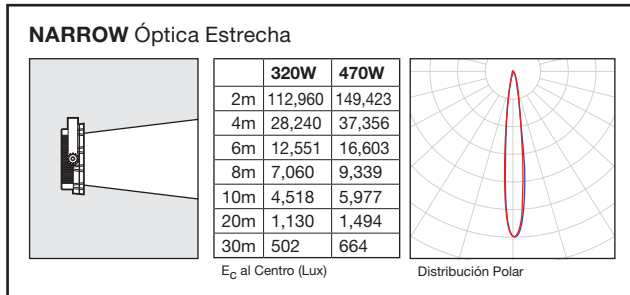 NARROW Óptica Estrecha
320W 470W
2m 112,960 149,423
4m 28,240 37,356
6m 12,551 16,603
8m 7,060 9,339
10m 4,518 5,977
20m 1,130 1,494
30m 502 664
EC al Centro (Lux)
Distribución Polar